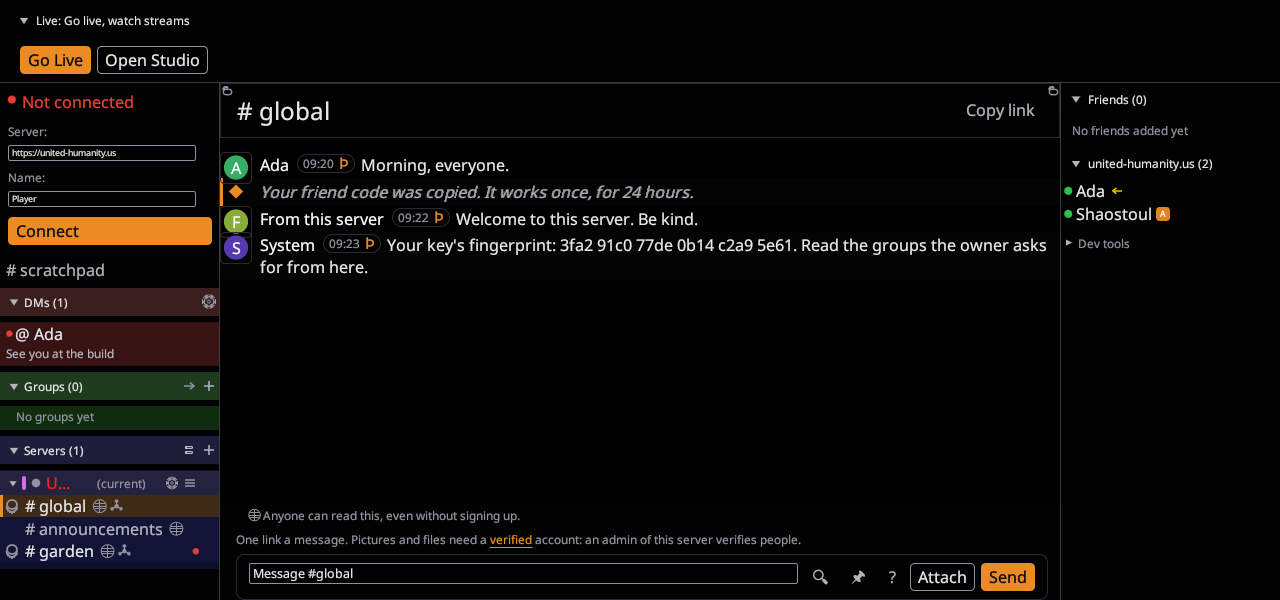 Live: Go live, watch streams
Go Live
Open Studio
Not connected
Server:
https://united-humanity.us
Name:
Player
Connect
# scratchpad
DMs (1)
@ Ada
See you at the build
Groups (0)
No groups yet
Servers (1)
U... (current)
# global
# announcements
# garden
# global
Copy link
A Ada 09:20 Þ Morning, everyone.
Your friend code was copied. It works once, for 24 hours.
F From this server 09:22 Þ Welcome to this server. Be kind.
S System 09:23 Þ Your key's fingerprint: 3fa2 91c0 77de 0b14 c2a9 5e61. Read the groups the owner asks
for from here.
Anyone can read this, even without signing up.
One link a message. Pictures and files need a verified account: an admin of this server verifies people.
Message #global
?
Attach
Send
Friends (0)
No friends added yet
united-humanity.us (2)
Ada
Shaostoul A
Dev tools